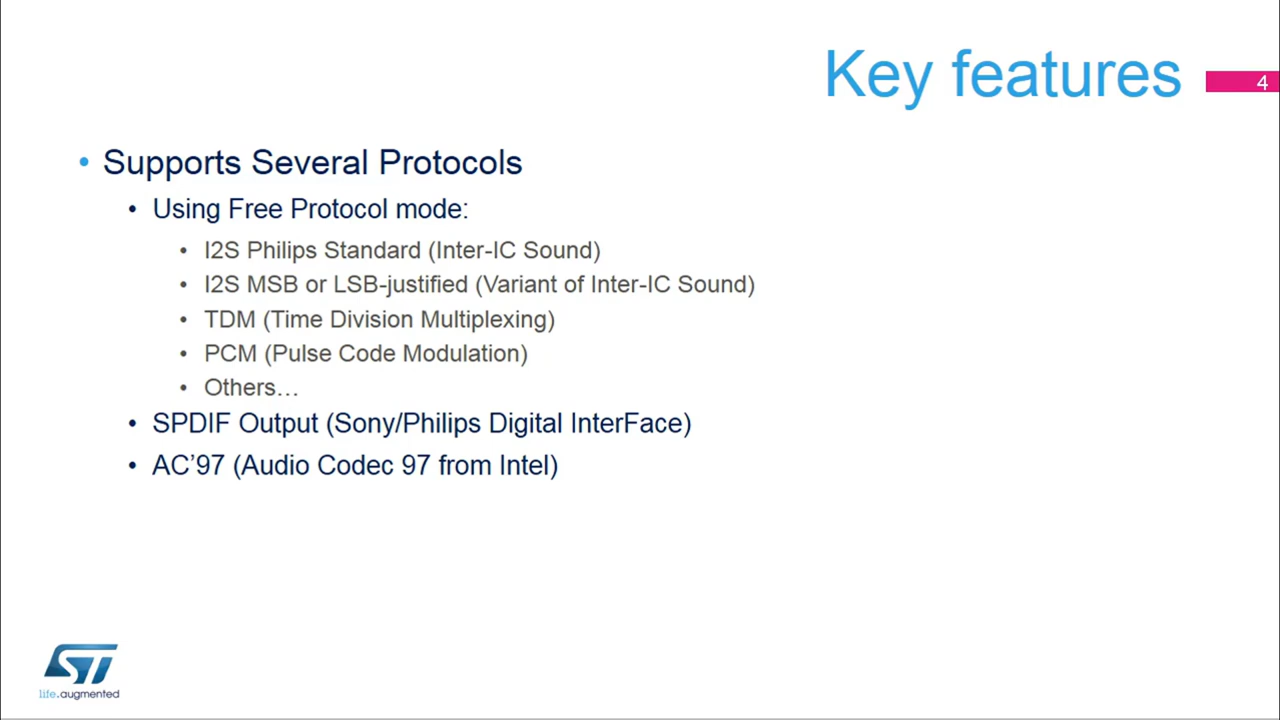 Key features
4
• Supports Several Protocols
• Using Free Protocol mode:
• I2S Philips Standard (Inter-IC Sound)
• I2S MSB or LSB-justified (Variant of Inter-IC Sound)
• TDM (Time Division Multiplexing)
• PCM (Pulse Code Modulation)
• Others…
• SPDIF Output (Sony/Philips Digital InterFace)
• AC’97 (Audio Codec 97 from Intel)
ST
life.augmented